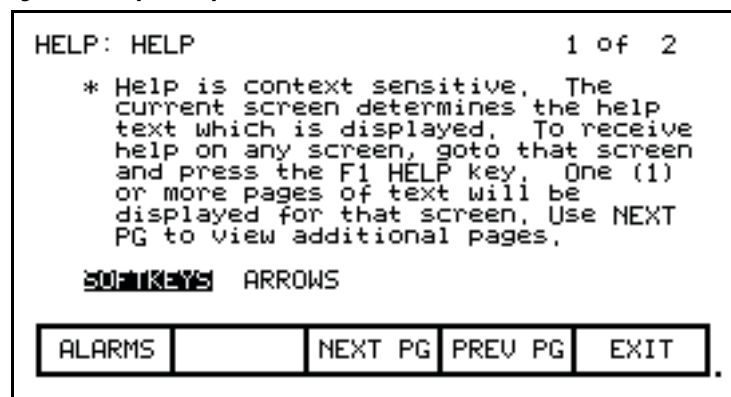 HELP: HELP 1 of 2
* Help is context sensitive. The
current screen determines the help
text which is displayed. To receive
help on any screen, goto that screen
and press the F1 HELP key. One (1)
or more pages of text will be
displayed for that screen. Use NEXT
PG to view additional pages.
SOFTKEYS ARROWS
ALARMS NEXT PG PREV PG EXIT